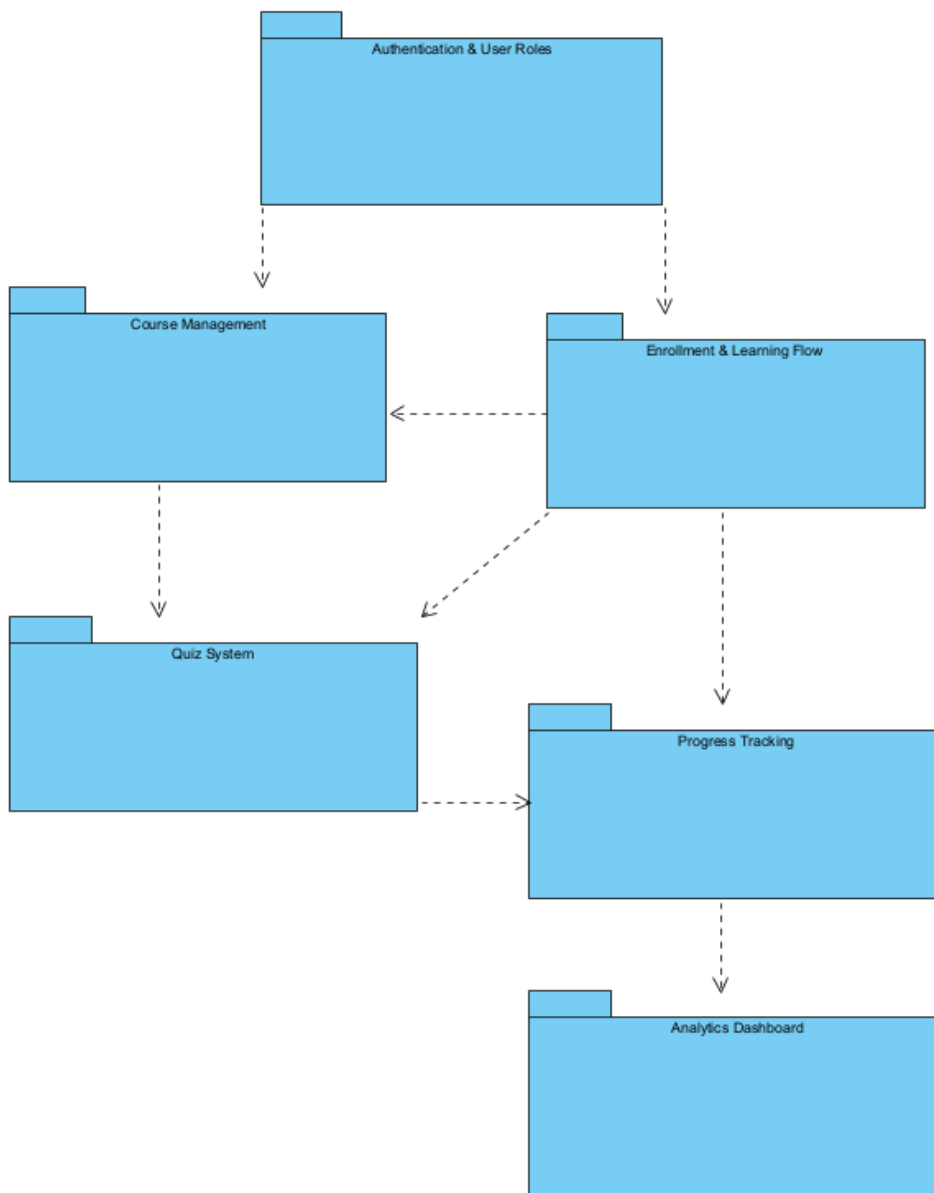 Authentication & User Roles
Course Management
Enrollment & Learning Flow
Quiz System
Progress Tracking
Analytics Dashboard